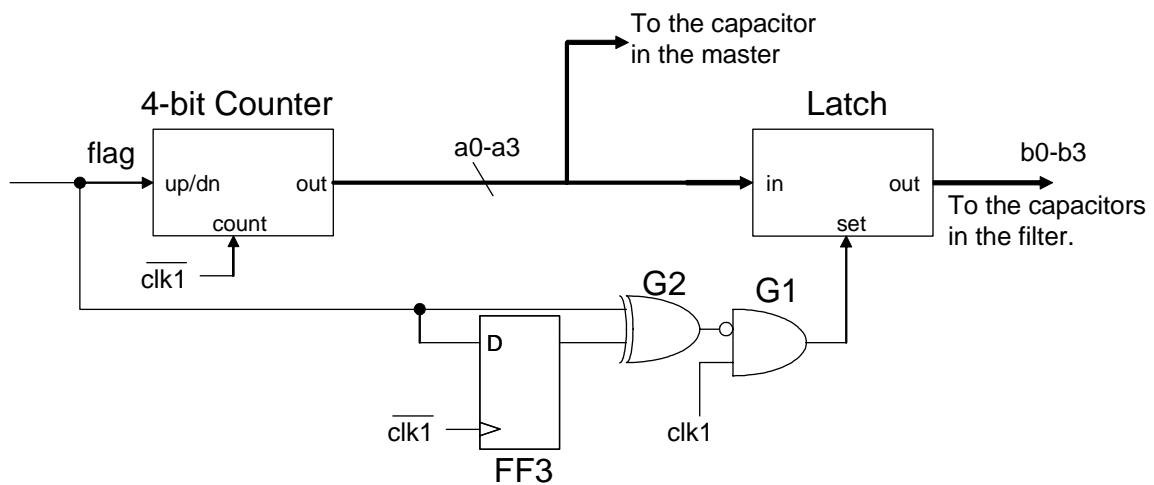 To the capacitor
in the master
4-bit Counter
Latch
flag
a0-a3
b0-b3
up/dn
out
in
out
count
set
To the capacitors
in the filter.
clk1
G2
G1
D
clk1
clk1
FF3